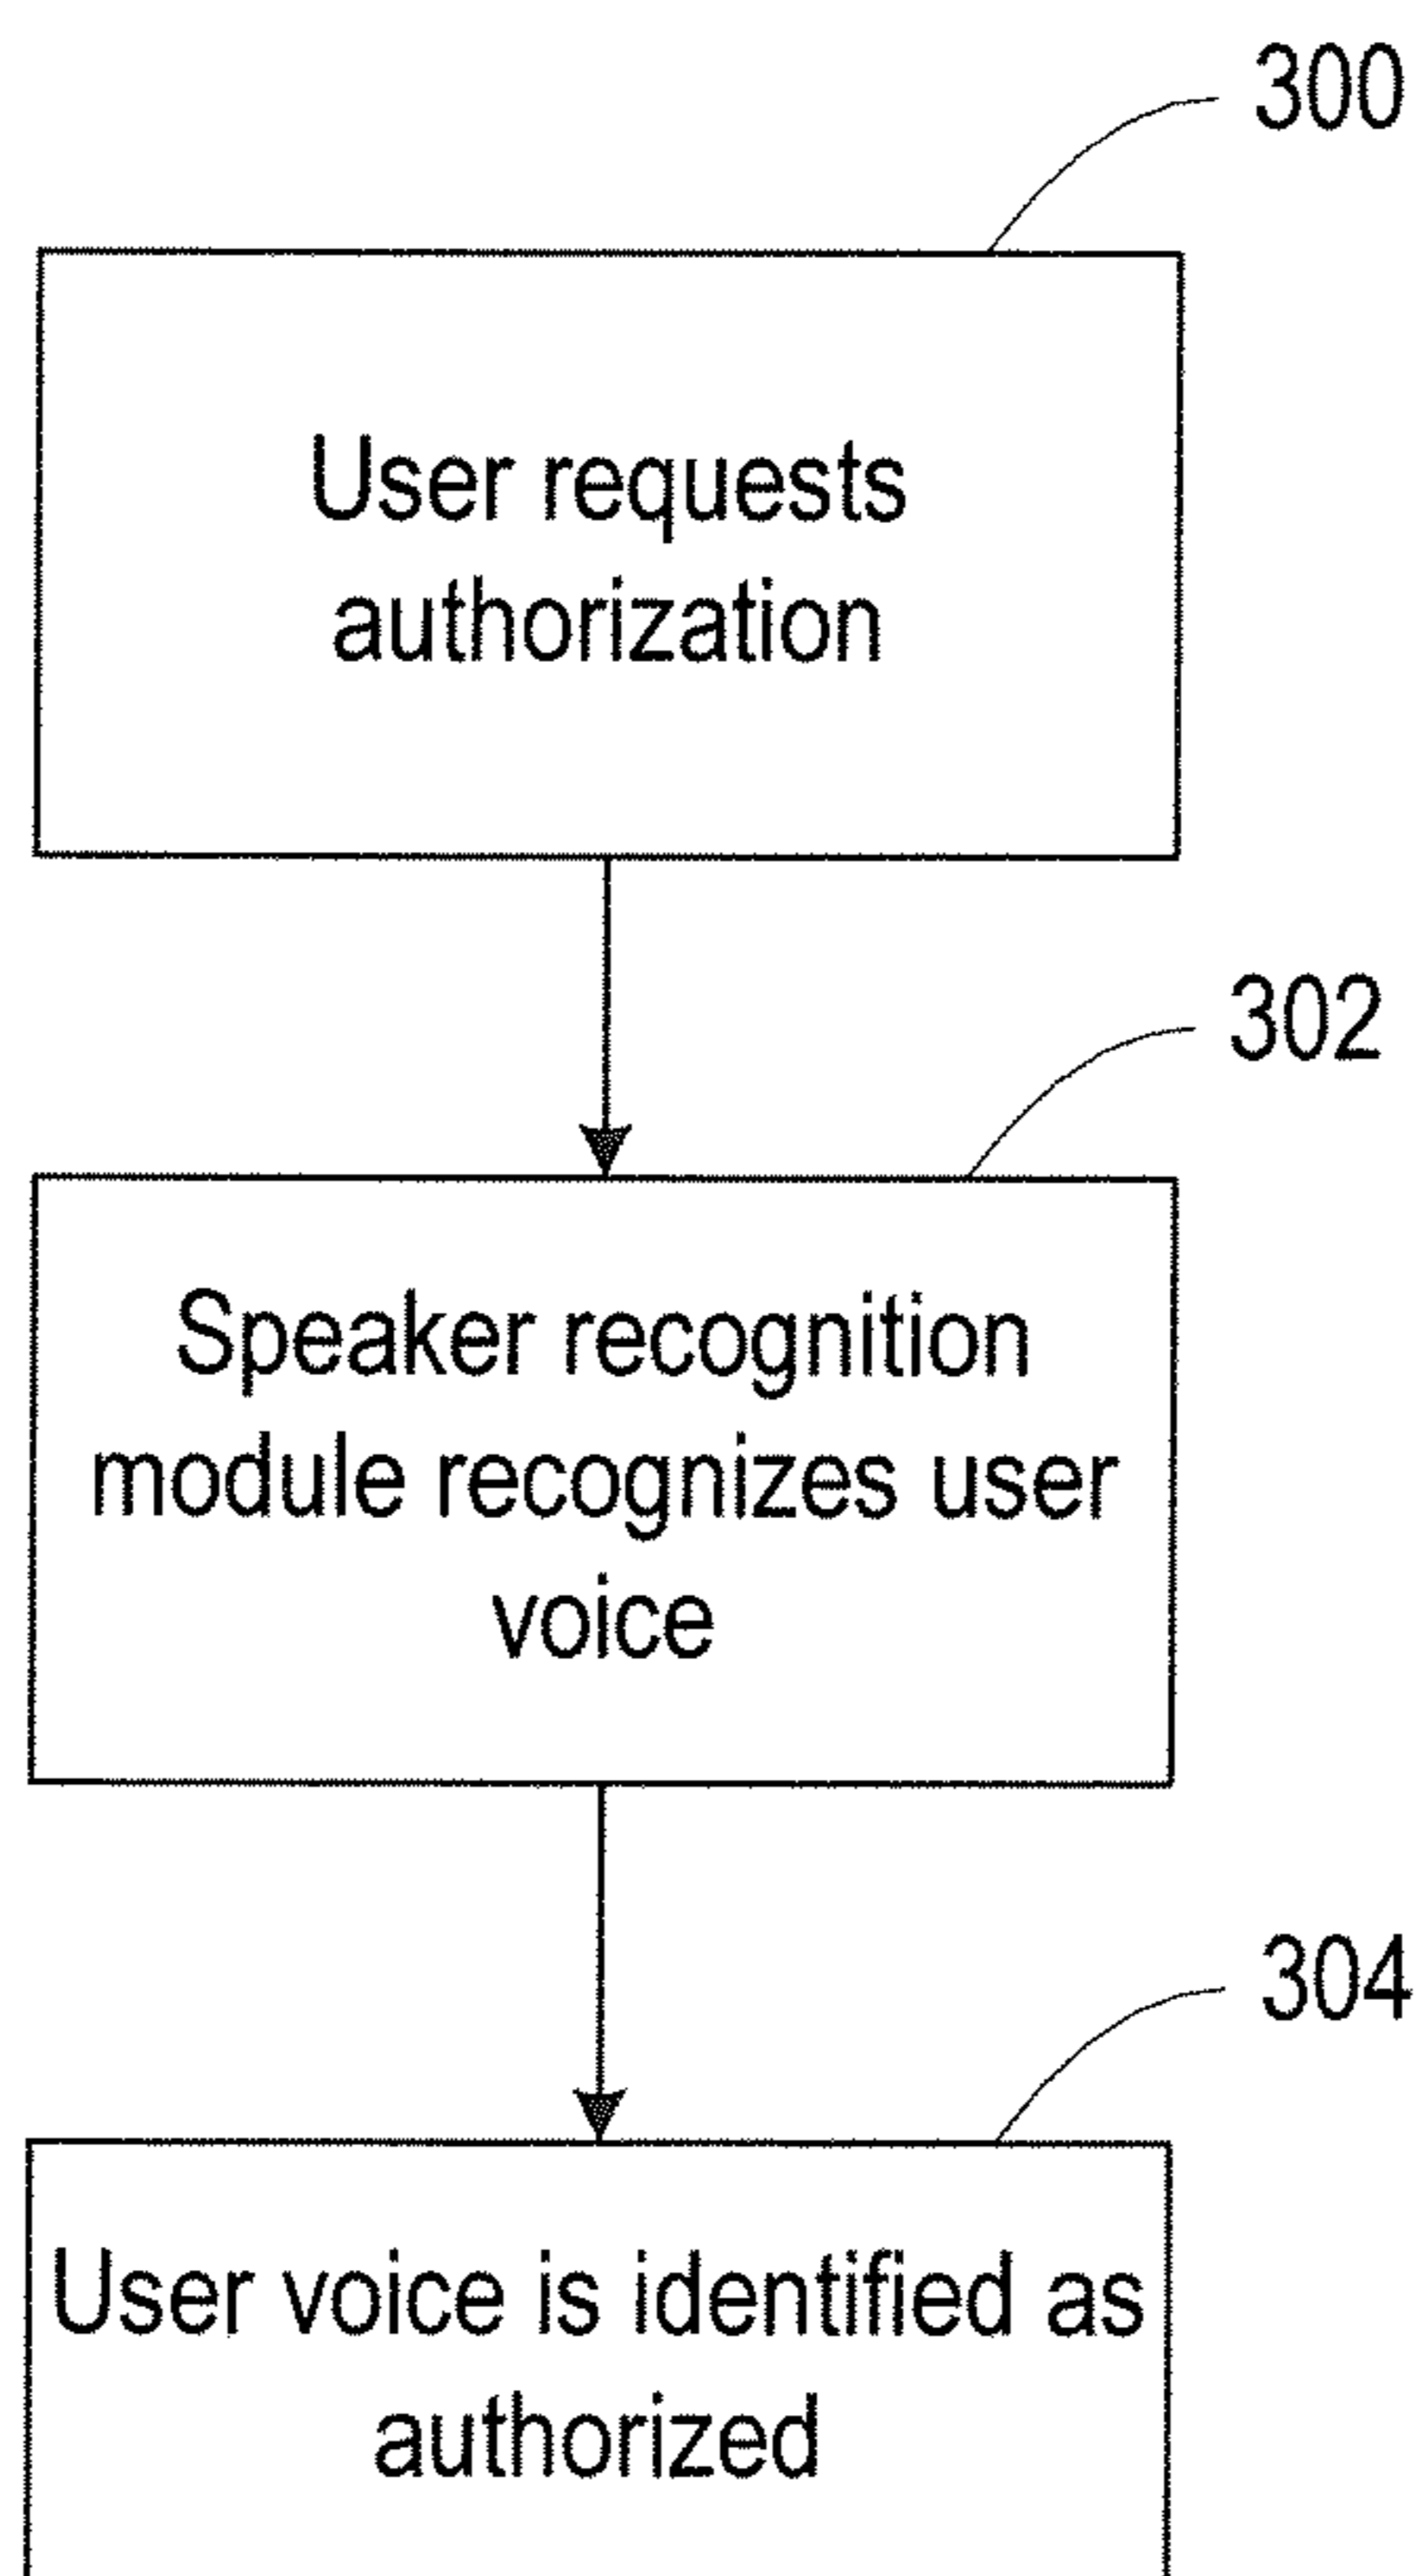 300
User requests
authorization
302
Speaker recognition
module recognizes user
voice
304
User voice is identified as
authorized